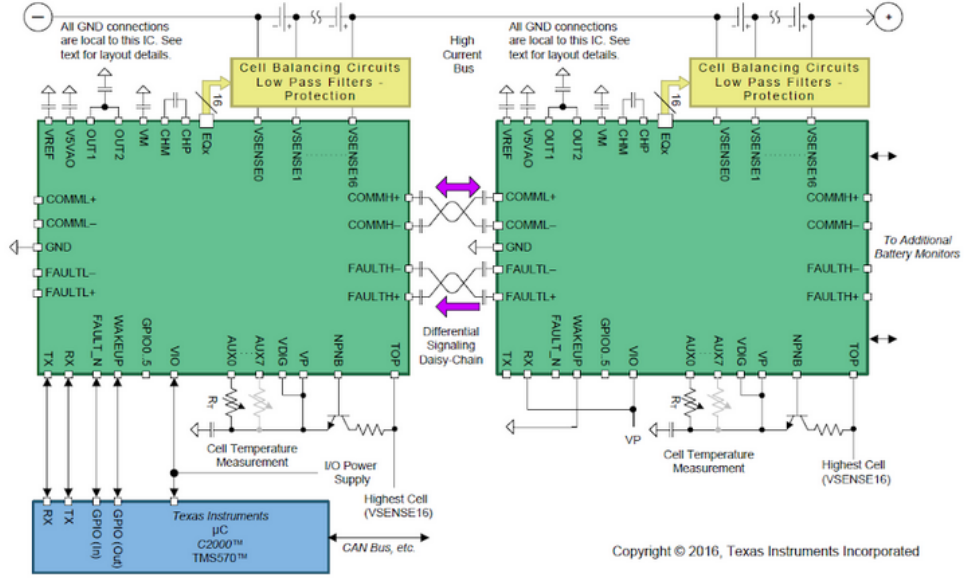 All GND connections
are local to this IC. See
text for layout details.
High
Current
Bus
All GND connections
are local to this IC. See
text for layout details.
Cell Balancing Circuits
Low Pass Filters -
Protection
Cell Balancing Circuits
Low Pass Filters -
Protection
16
16
VREF
V5VAO
OUT1
OUT2
VM
CHM
CHP
EQx
VSENSE0
VSENSE1
VSENSE16
VREF
V5VAO
OUT1
OUT2
VM
CHM
CHP
EQx
VSENSE0
VSENSE1
VSENSE16
COMML+
COMML–
GND
FAULTL–
FAULTL+
COMMH+
COMMH–
FAULTH–
FAULTH+
COMML+
COMML–
GND
FAULTL–
FAULTL+
COMMH+
COMMH–
FAULTH–
FAULTH+
To Additional
Battery Monitors
Differential
Signaling
Daisy-Chain
TX
RX
FAULT_N
WAKEUP
GPIO0..5
VIO
AUX0
AUX7
VDIG
VP
NPNB
TOP
TX
RX
FAULT_N
WAKEUP
GPIO0..5
VIO
AUX0
AUX7
VDIG
VP
NPNB
TOP
RT
RT
VP
Cell Temperature
Measurement
I/O Power
Supply
Highest Cell
(VSENSE16)
Cell Temperature
Measurement
Highest Cell
(VSENSE16)
RX
TX
GPIO (In)
GPIO (Out)
Texas Instruments
µC
C2000™
TMS570™
CAN Bus, etc.
Copyright © 2016, Texas Instruments Incorporated